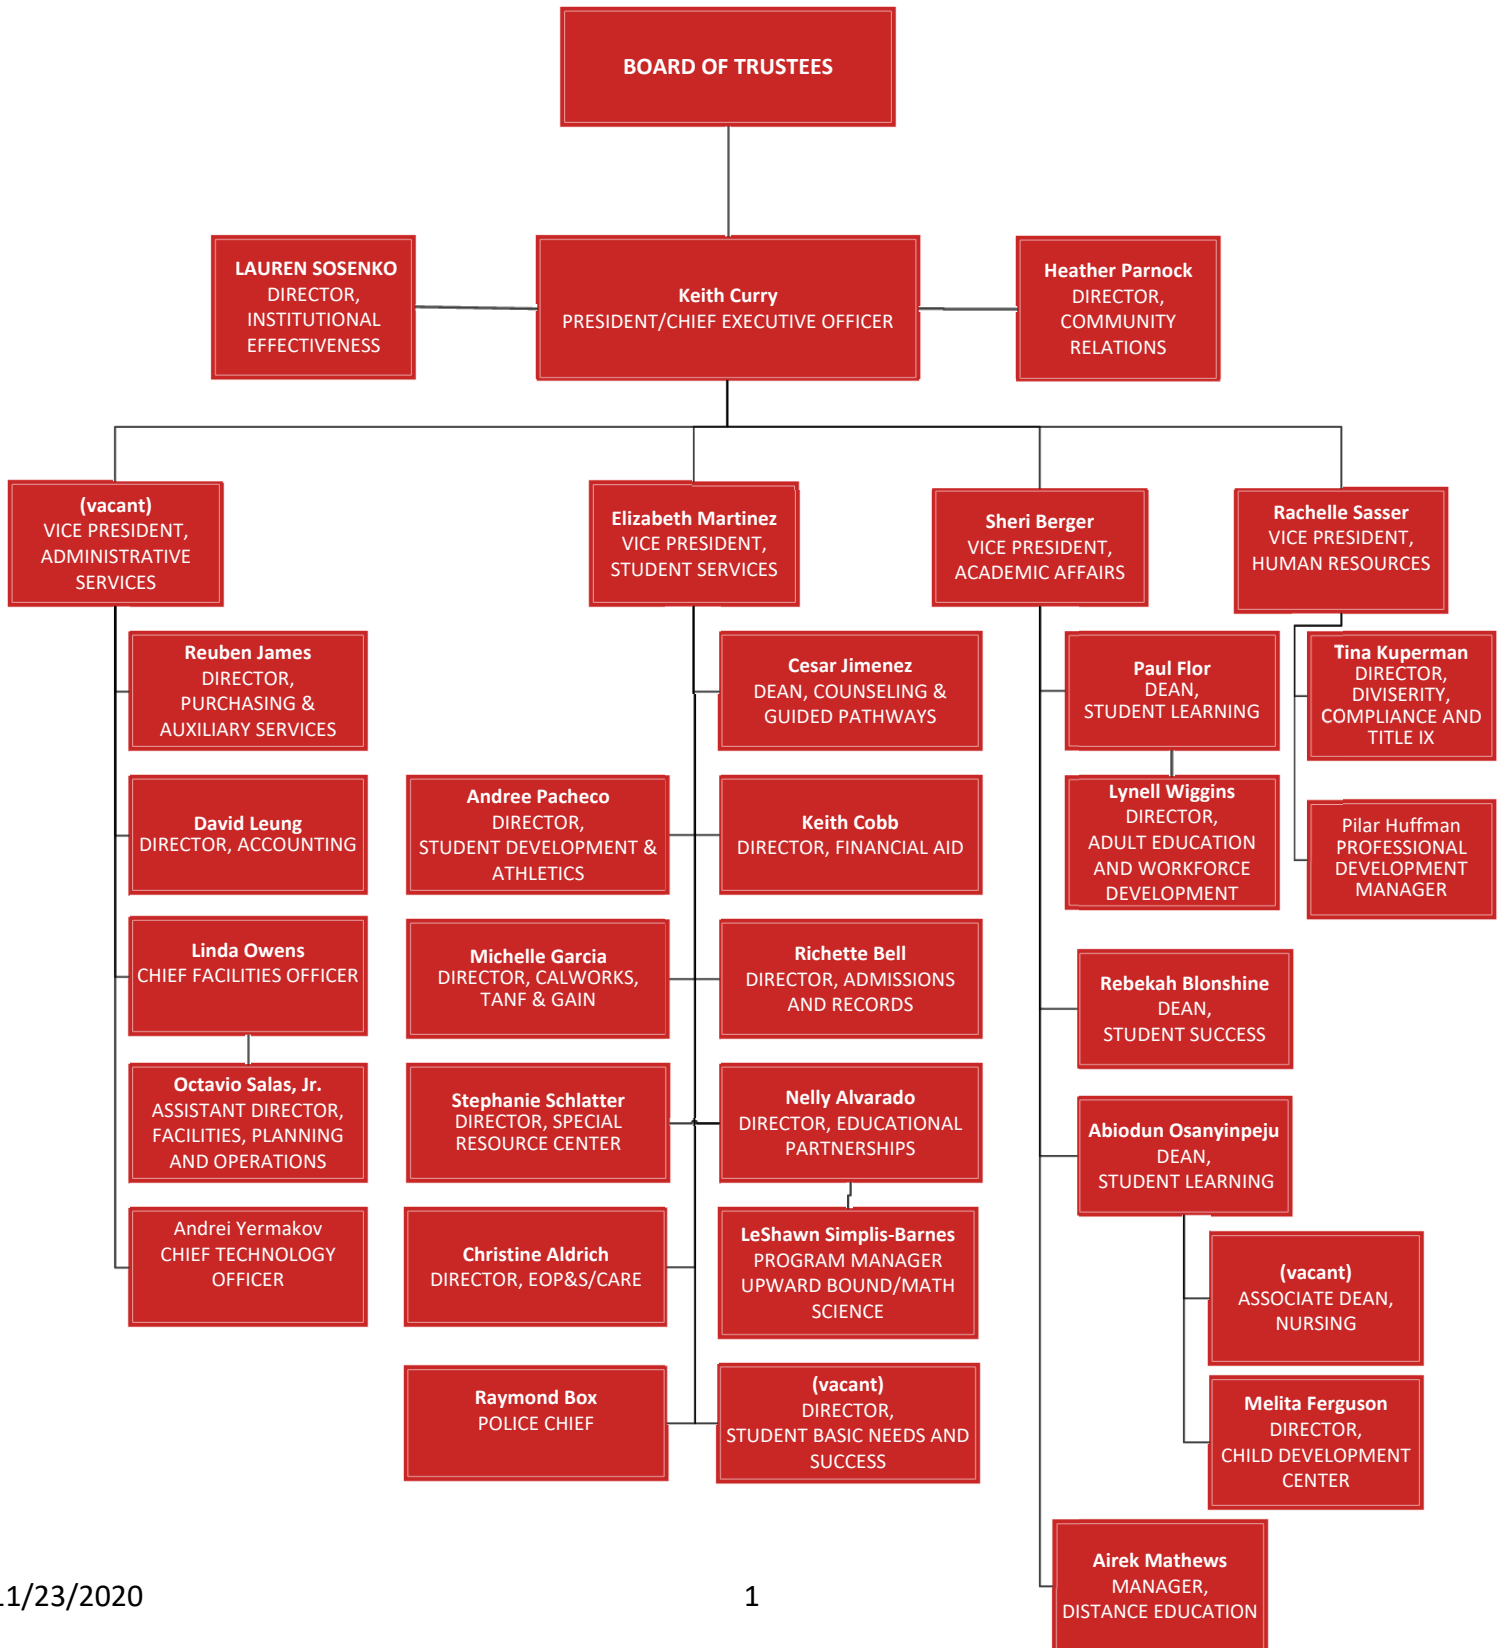 BOARD OF TRUSTEES
LAUREN SOSENKO
DIRECTOR,
INSTITUTIONAL
EFFECTIVENESS
Keith Curry
PRESIDENT/CHIEF EXECUTIVE OFFICER
Heather Parnock
DIRECTOR,
COMMUNITY
RELATIONS
(vacant)
VICE PRESIDENT,
ADMINISTRATIVE
SERVICES
Elizabeth Martinez
VICE PRESIDENT,
STUDENT SERVICES
Sheri Berger
VICE PRESIDENT,
ACADEMIC AFFAIRS
Rachelle Sasser
VICE PRESIDENT,
HUMAN RESOURCES
Reuben James
DIRECTOR,
PURCHASING &
AUXILIARY SERVICES
Cesar Jimenez
DEAN, COUNSELING &
GUIDED PATHWAYS
Paul Flor
DEAN,
STUDENT LEARNING
Tina Kuperman
DIRECTOR,
DIVISERITY,
COMPLIANCE AND
TITLE IX
David Leung
DIRECTOR, ACCOUNTING
Andree Pacheco
DIRECTOR,
STUDENT DEVELOPMENT &
ATHLETICS
Keith Cobb
DIRECTOR, FINANCIAL AID
Lynell Wiggins
DIRECTOR,
ADULT EDUCATION
AND WORKFORCE
DEVELOPMENT
Pilar Huffman
PROFESSIONAL
DEVELOPMENT
MANAGER
Linda Owens
CHIEF FACILITIES OFFICER
Michelle Garcia
DIRECTOR, CALWORKS,
TANF & GAIN
Richette Bell
DIRECTOR, ADMISSIONS
AND RECORDS
Rebekah Blonshine
DEAN,
STUDENT SUCCESS
Octavio Salas, Jr.
ASSISTANT DIRECTOR,
FACILITIES, PLANNING
AND OPERATIONS
Stephanie Schlatter
DIRECTOR, SPECIAL
RESOURCE CENTER
Nelly Alvarado
DIRECTOR, EDUCATIONAL
PARTNERSHIPS
Abiodun Osanyinpeju
DEAN,
STUDENT LEARNING
Andrei Yermakov
CHIEF TECHNOLOGY
OFFICER
Christine Aldrich
DIRECTOR, EOP&S/CARE
LeShawn Simplis-Barnes
PROGRAM MANAGER
UPWARD BOUND/MATH
SCIENCE
(vacant)
ASSOCIATE DEAN,
NURSING
Raymond Box
POLICE CHIEF
(vacant)
DIRECTOR,
STUDENT BASIC NEEDS AND
SUCCESS
Melita Ferguson
DIRECTOR,
CHILD DEVELOPMENT
CENTER
Airek Mathews
MANAGER,
DISTANCE EDUCATION
11/23/2020
1